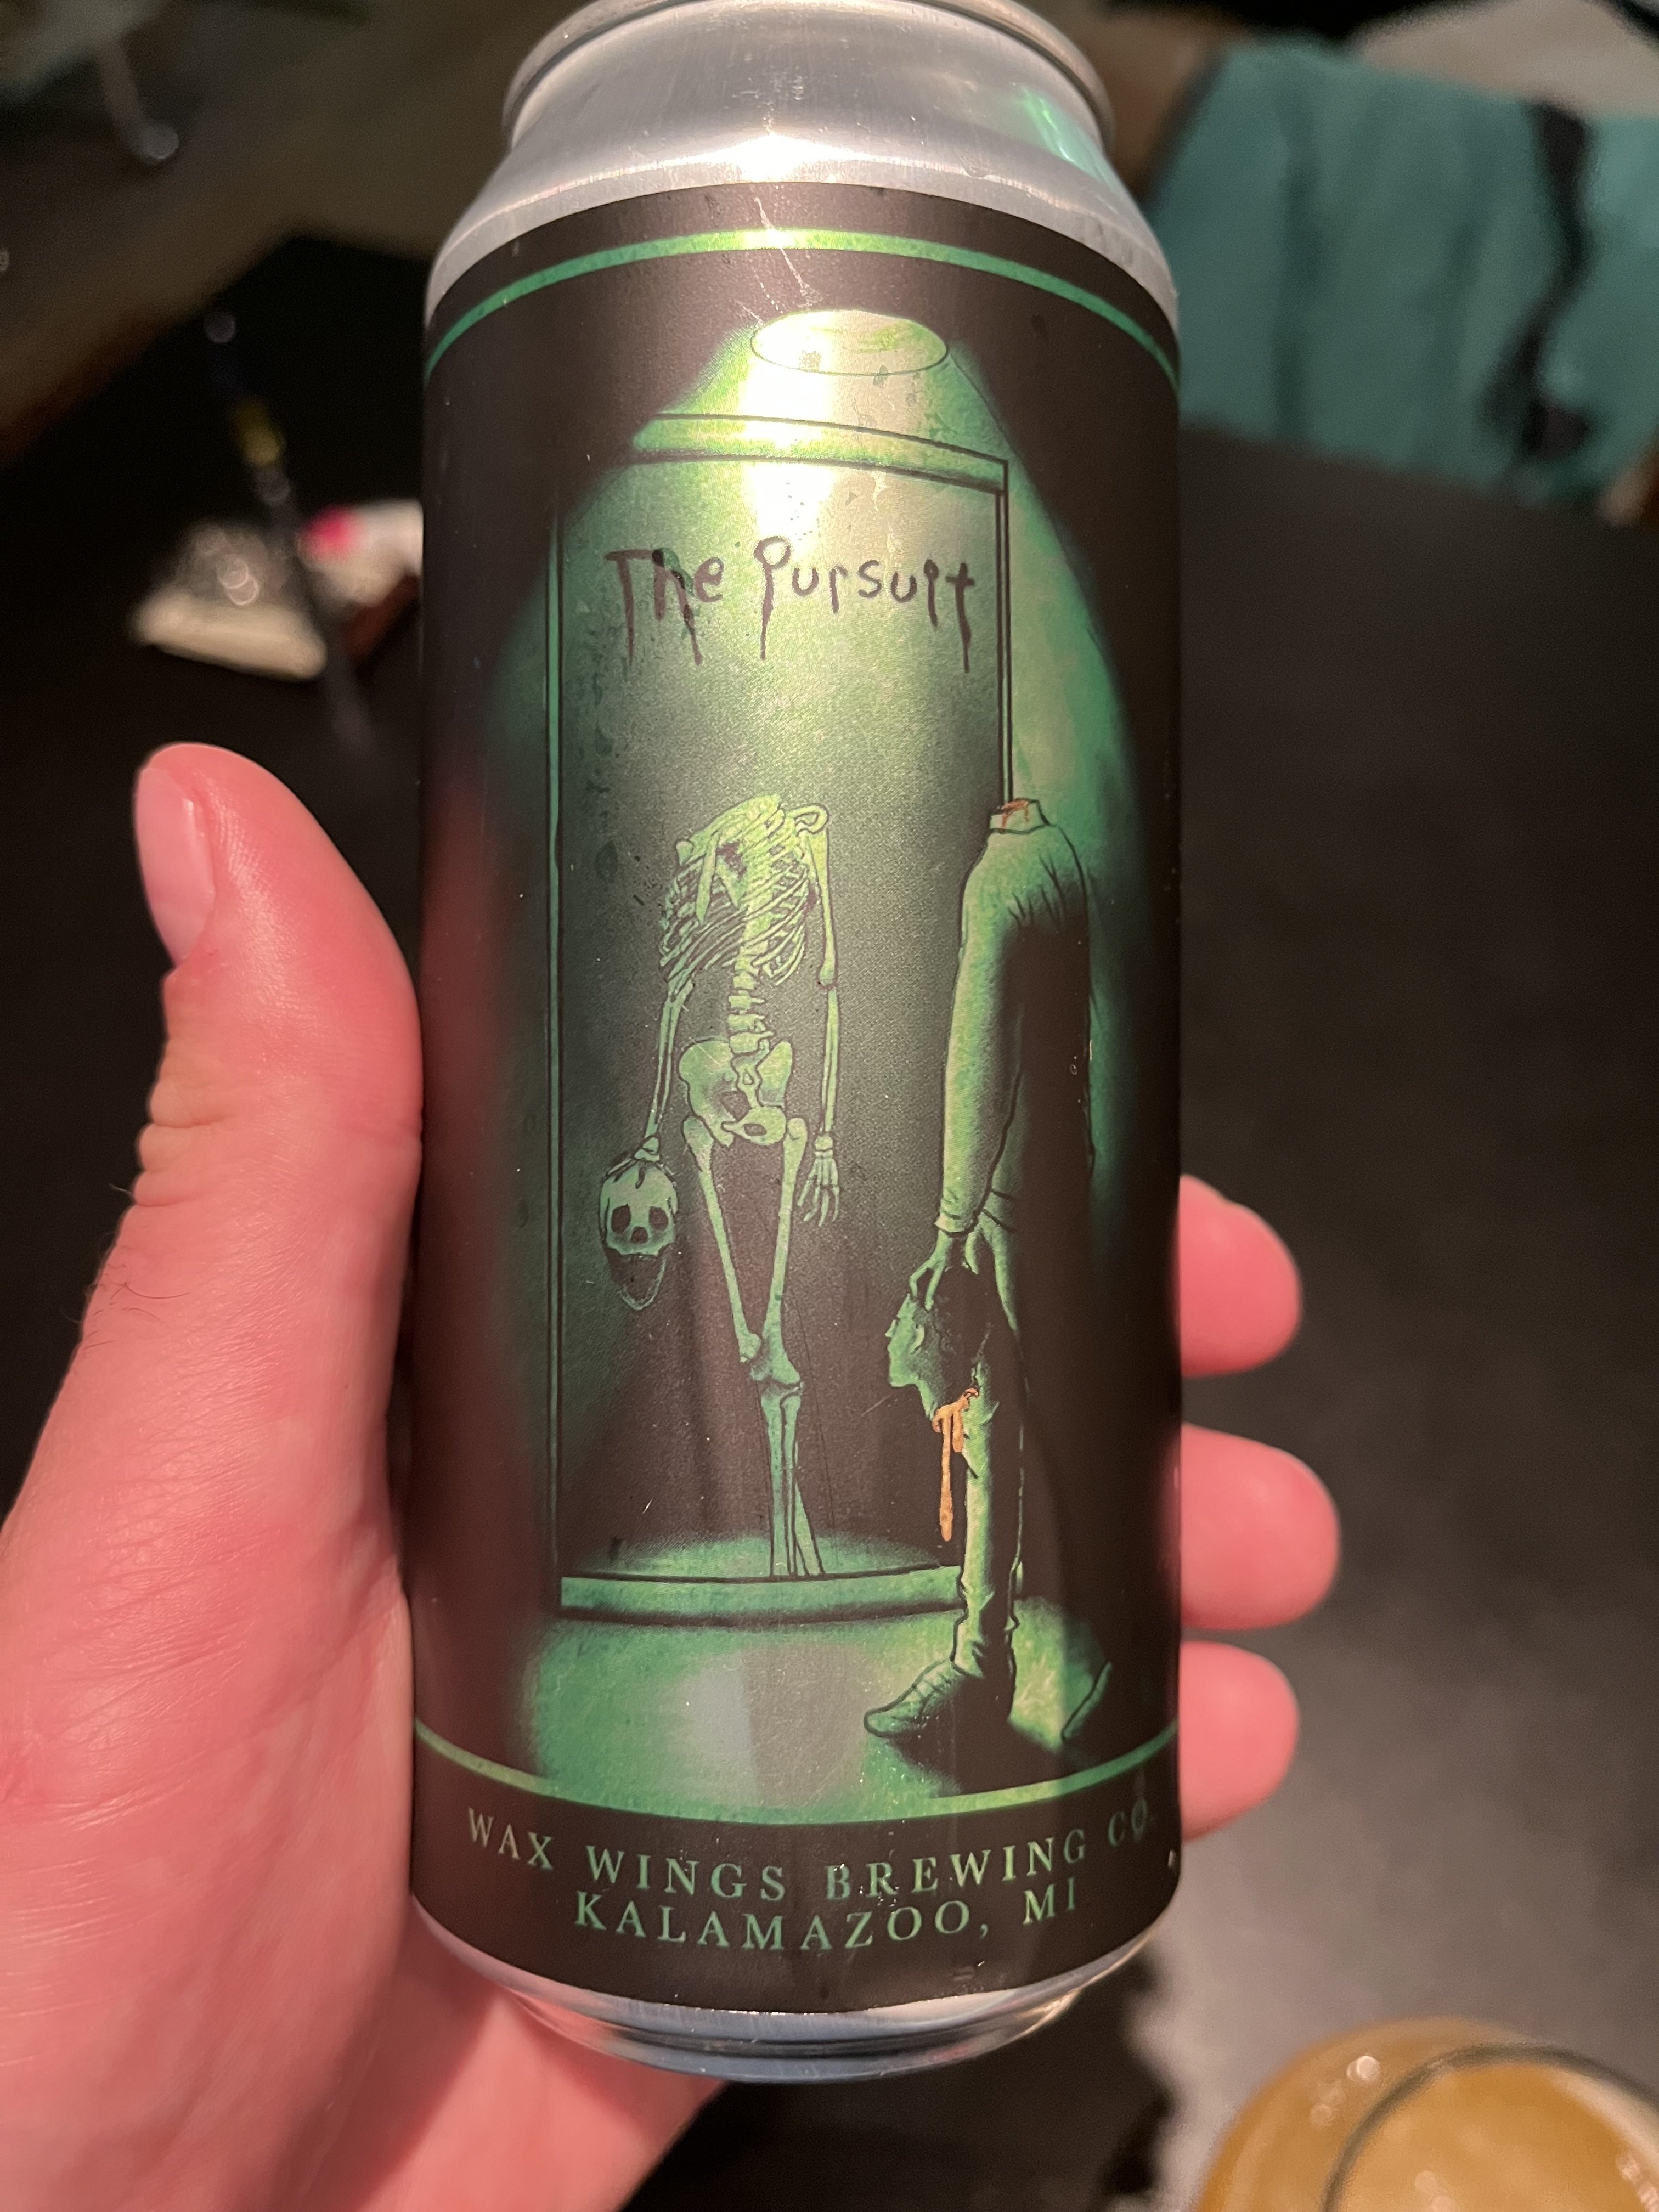 The Pursuit
WAX WINGS BREWING CO.
KALAMAZOO, MI